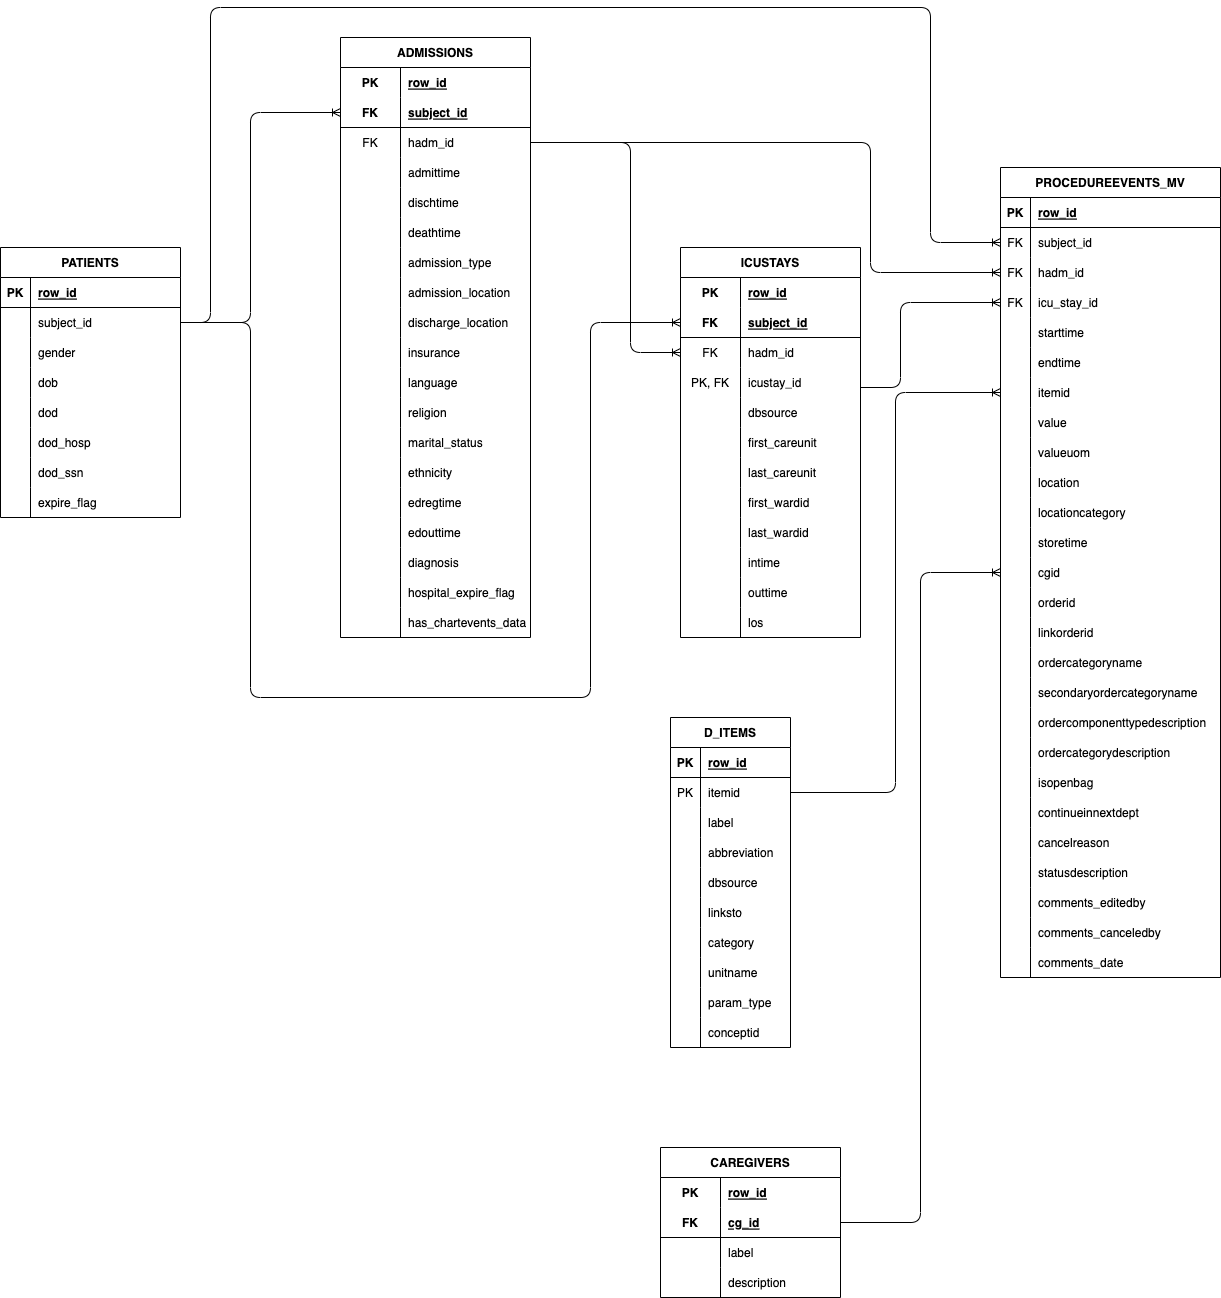 ADMISSIONS
PK row_id
FK subject_id
FK hadm_id
admittime
dischtime
deathtime
admission_type
admission_location
discharge_location
insurance
language
religion
marital_status
ethnicity
edregtime
edouttime
diagnosis
hospital_expire_flag
has_chartevents_data
PATIENTS
PK row_id
subject_id
gender
dob
dod
dod_hosp
dod_ssn
expire_flag
ICUSTAYS
PK row_id
FK subject_id
FK hadm_id
PK, FK icustay_id
dbsource
first_careunit
last_careunit
first_wardid
last_wardid
intime
outtime
los
PROCEDUREEVENTS_MV
PK row_id
FK subject_id
FK hadm_id
FK icu_stay_id
starttime
endtime
itemid
value
valueuom
location
locationcategory
storetime
cgid
orderid
linkorderid
ordercategoryname
secondaryordercategoryname
ordercomponenttypedescription
ordercategorydescription
isopenbag
continueinnextdept
cancelreason
statusdescription
comments_editedby
comments_canceledby
comments_date
D_ITEMS
PK row_id
PK itemid
label
abbreviation
dbsource
linksto
category
unitname
param_type
conceptid
CAREGIVERS
PK row_id
FK cg_id
label
description